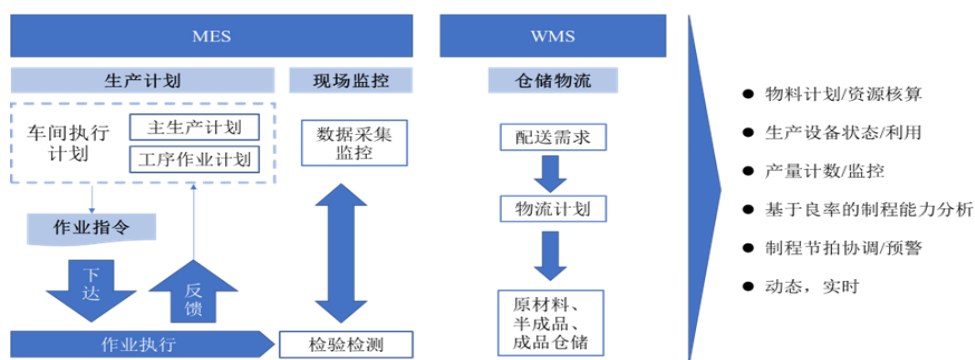 MES
WMS
生产计划
现场监控
仓储物流
车间执行
计划
主生产计划
工序作业计划
数据采集
监控
配送需求
物流计划
作业指令
下
达
反
馈
作业执行
检验检测
原材料、
半成品、
成品仓储
● 物料计划/资源核算
● 生产设备状态/利用
● 产量计数/监控
● 基于良率的制程能力分析
● 制程节拍协调/预警
● 动态，实时